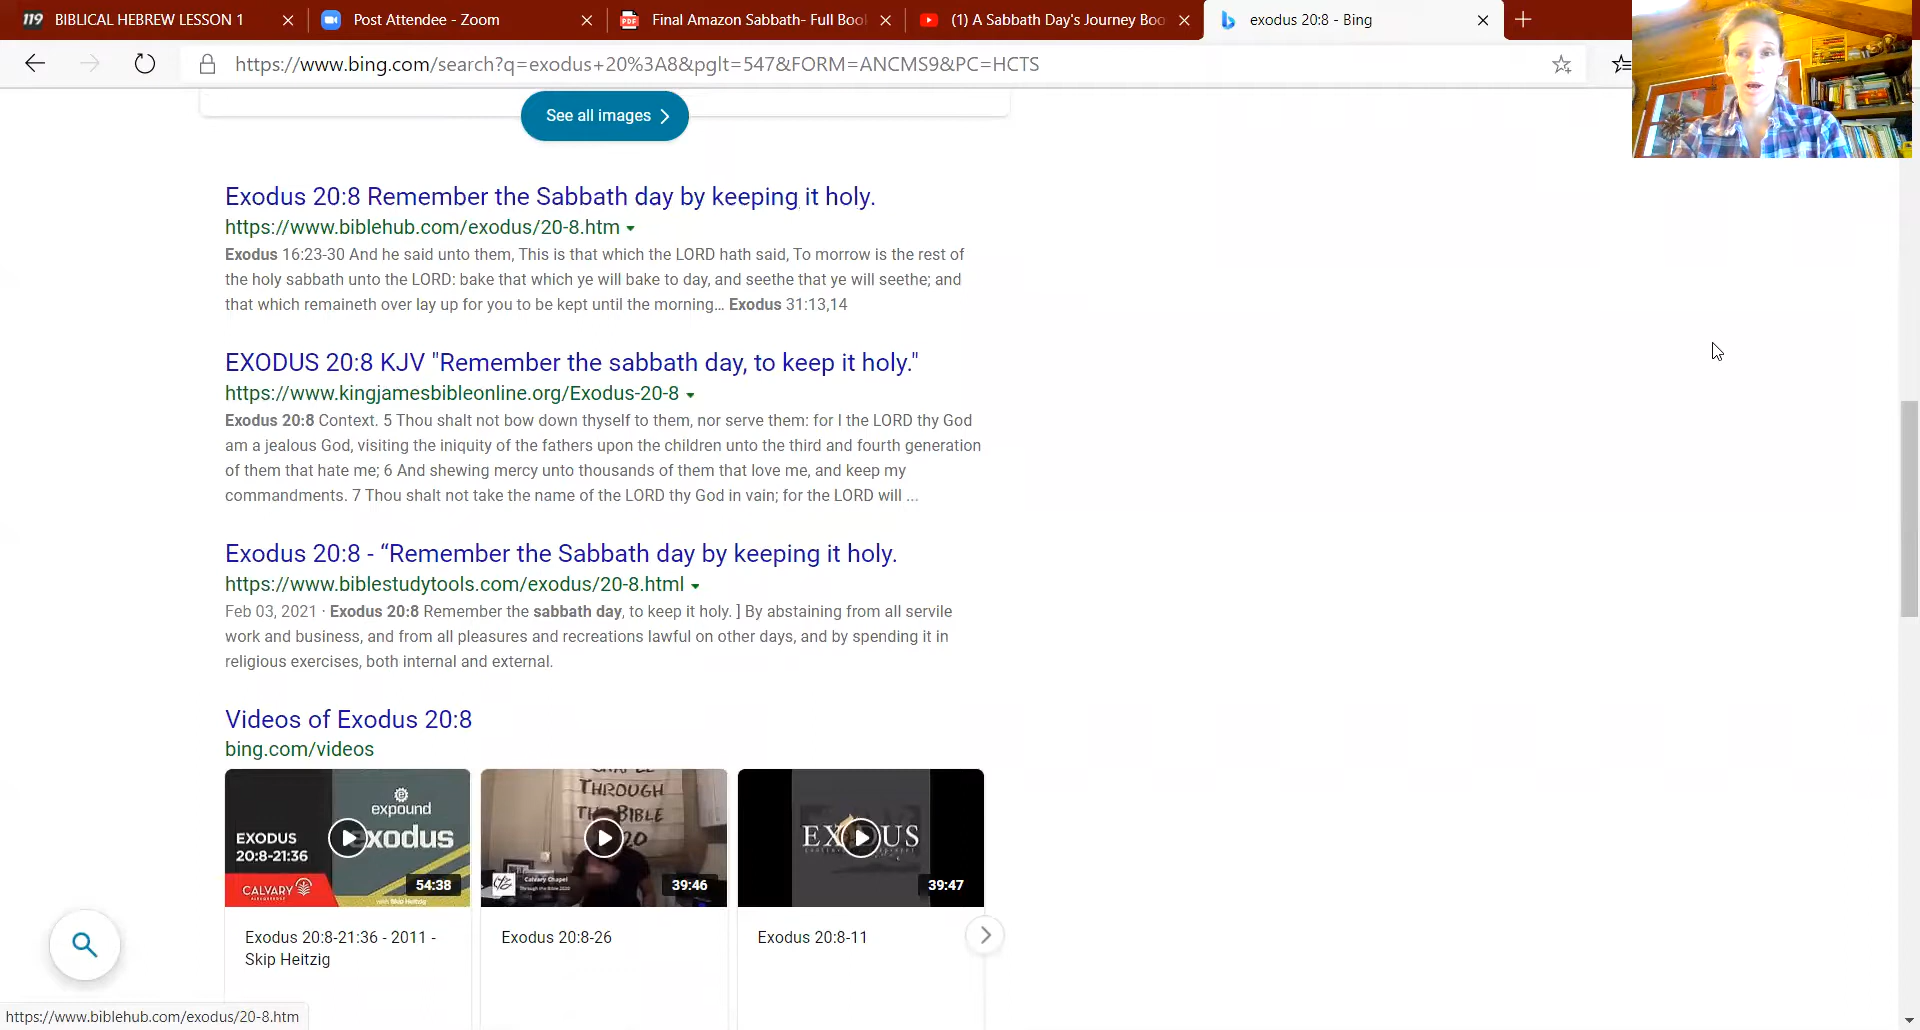 119 BIBLICAL HEBREW LESSON 1
Post Attendee - Zoom
PDF Final Amazon Sabbath- Full Boo
(1) A Sabbath Day's Journey Boo
exodus 20:8 - Bing
https://www.bing.com/search?q=exodus+20%3A8&pglt=547&FORM=ANCMS9&PC=HCTS
See all images
Exodus 20:8 Remember the Sabbath day by keeping it holy.
https://www.biblehub.com/exodus/20-8.htm
Exodus 16:23-30 And he said unto them, This is that which the LORD hath said, To morrow is the rest of
the holy sabbath unto the LORD: bake that which ye will bake to day, and seethe that ye will seethe; and
that which remaineth over lay up for you to be kept until the morning… Exodus 31:13,14
EXODUS 20:8 KJV "Remember the sabbath day, to keep it holy."
https://www.kingjamesbibleonline.org/Exodus-20-8
Exodus 20:8 Context. 5 Thou shalt not bow down thyself to them, nor serve them: for I the LORD thy God
am a jealous God, visiting the iniquity of the fathers upon the children unto the third and fourth generation
of them that hate me; 6 And shewing mercy unto thousands of them that love me, and keep my
commandments. 7 Thou shalt not take the name of the LORD thy God in vain; for the LORD will ...
Exodus 20:8 - “Remember the Sabbath day by keeping it holy.
https://www.biblestudytools.com/exodus/20-8.html
Feb 03, 2021 · Exodus 20:8 Remember the sabbath day, to keep it holy. ] By abstaining from all servile
work and business, and from all pleasures and recreations lawful on other days, and by spending it in
religious exercises, both internal and external.
Videos of Exodus 20:8
bing.com/videos
expound
exodus
EXODUS
20:8-21:36
CALVARY
ALBUQUERQUE
with Skip Heitzig
54:38
THROUGH
THE BIBLE
20
Calvary Chapel
Through the Bible 2020
39:46
EXODUS
39:47
Exodus 20:8-21:36 - 2011 -
Skip Heitzig
Exodus 20:8-26
Exodus 20:8-11
https://www.biblehub.com/exodus/20-8.htm